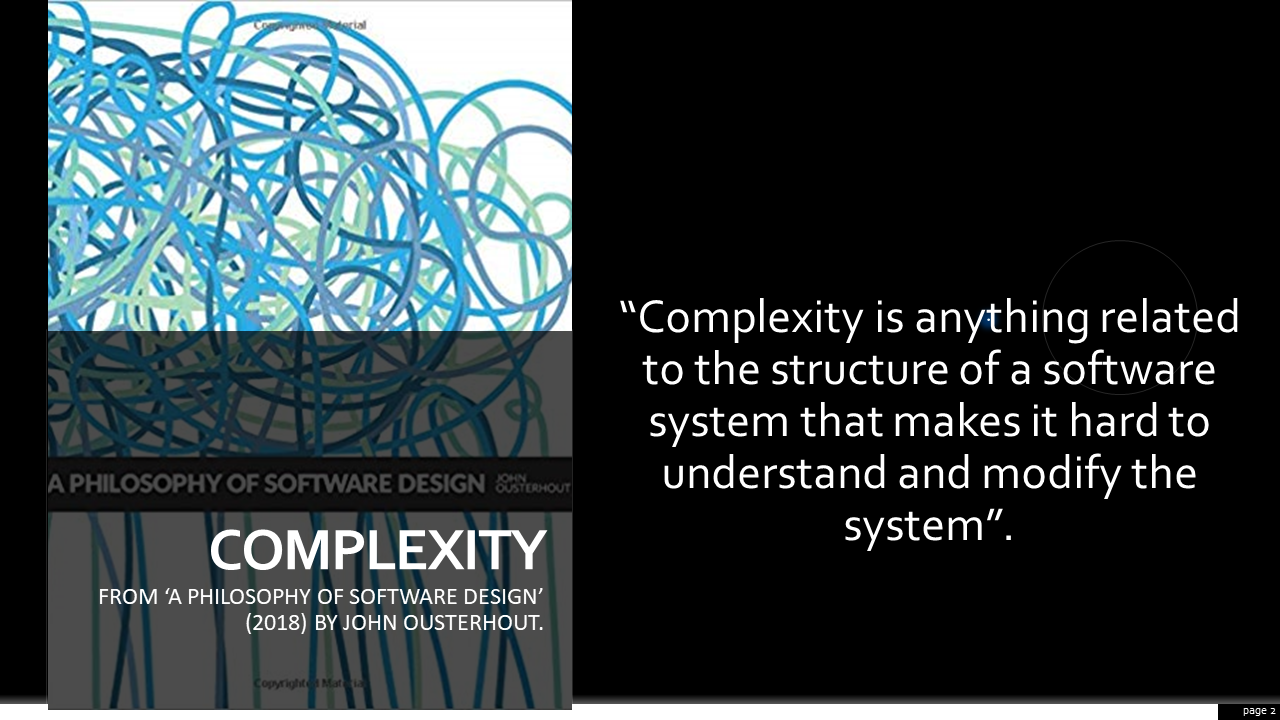 Copyrighted Material
A PHILOSOPHY OF SOFTWARE DESIGN JOHN
OUSTERHOUT
COMPLEXITY
FROM ‘A PHILOSOPHY OF SOFTWARE DESIGN’
(2018) BY JOHN OUSTERHOUT.
Copyrighted Material
“Complexity is anything related
to the structure of a software
system that makes it hard to
understand and modify the
system”.
page 2